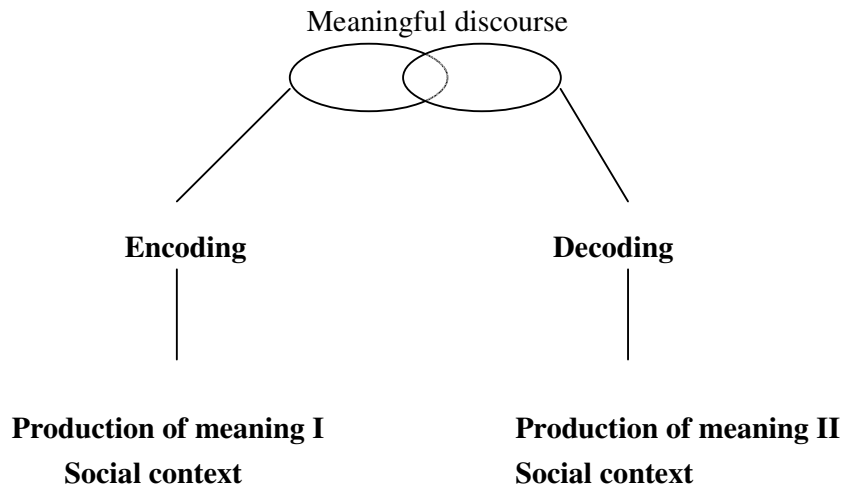 Meaningful discourse
Encoding
Decoding
Production of meaning I
Social context
Production of meaning II
Social context